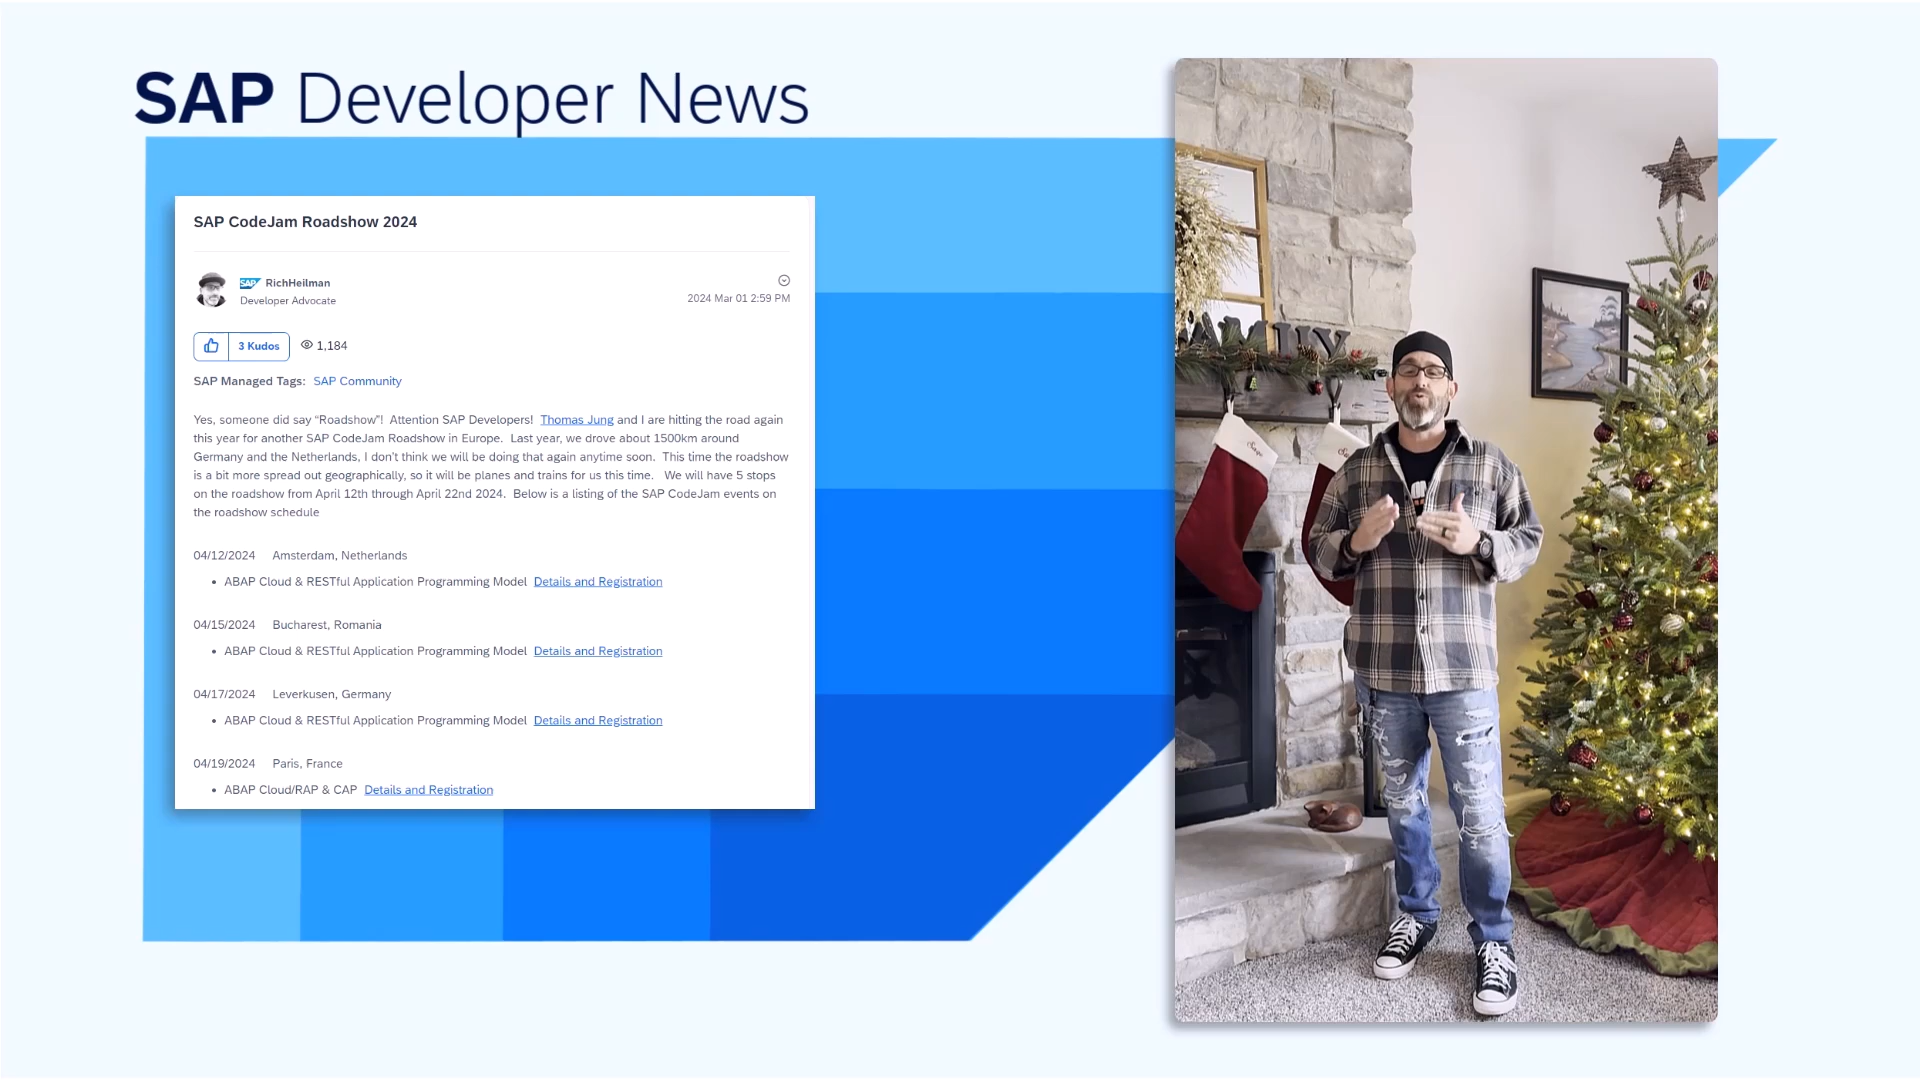 SAP Developer News
SAP CodeJam Roadshow 2024
SAP RichHeilman
Developer Advocate
2024 Mar 01 2:59 PM
3 Kudos 1,184
SAP Managed Tags: SAP Community
Yes, someone did say “Roadshow”! Attention SAP Developers! Thomas Jung and I are hitting the road again
this year for another SAP CodeJam Roadshow in Europe. Last year, we drove about 1500km around
Germany and the Netherlands, I don't think we will be doing that again anytime soon. This time the roadshow
is a bit more spread out geographically, so it will be planes and trains for us this time. We will have 5 stops
on the roadshow from April 12th through April 22nd 2024. Below is a listing of the SAP CodeJam events on
the roadshow schedule
04/12/2024 Amsterdam, Netherlands
• ABAP Cloud & RESTful Application Programming Model Details and Registration
04/15/2024 Bucharest, Romania
• ABAP Cloud & RESTful Application Programming Model Details and Registration
04/17/2024 Leverkusen, Germany
• ABAP Cloud & RESTful Application Programming Model Details and Registration
04/19/2024 Paris, France
• ABAP Cloud/RAP & CAP Details and Registration